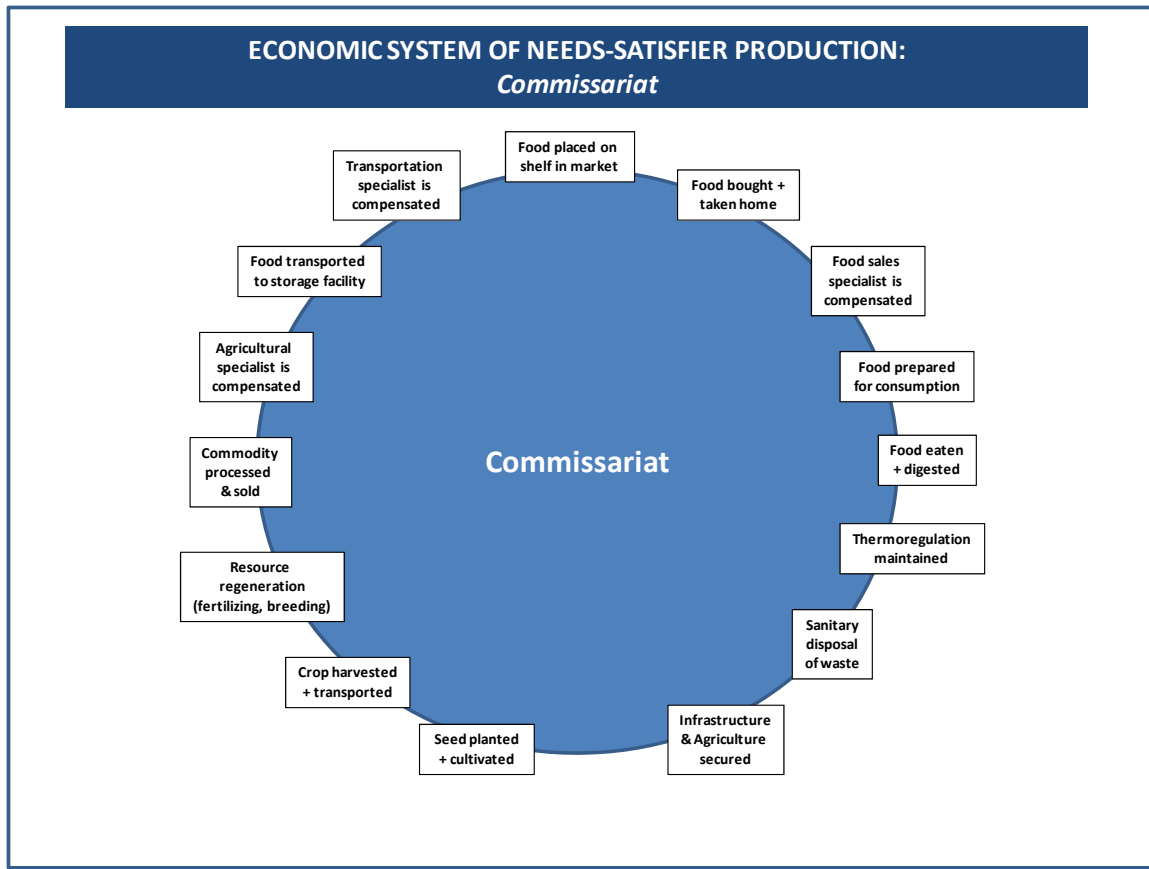 ECONOMIC SYSTEM OF NEEDS-SATISFIER PRODUCTION:
Commissariat
Food placed on
shelf in market
Food bought +
taken home
Food sales
specialist is
compensated
Food prepared
for consumption
Food eaten
+ digested
Thermoregulation
maintained
Sanitary
disposal
of waste
Infrastructure
& Agriculture
secured
Seed planted
+ cultivated
Crop harvested
+ transported
Resource
regeneration
(fertilizing, breeding)
Commodity
processed
& sold
Agricultural
specialist is
compensated
Food transported
to storage facility
Transportation
specialist is
compensated
Commissariat